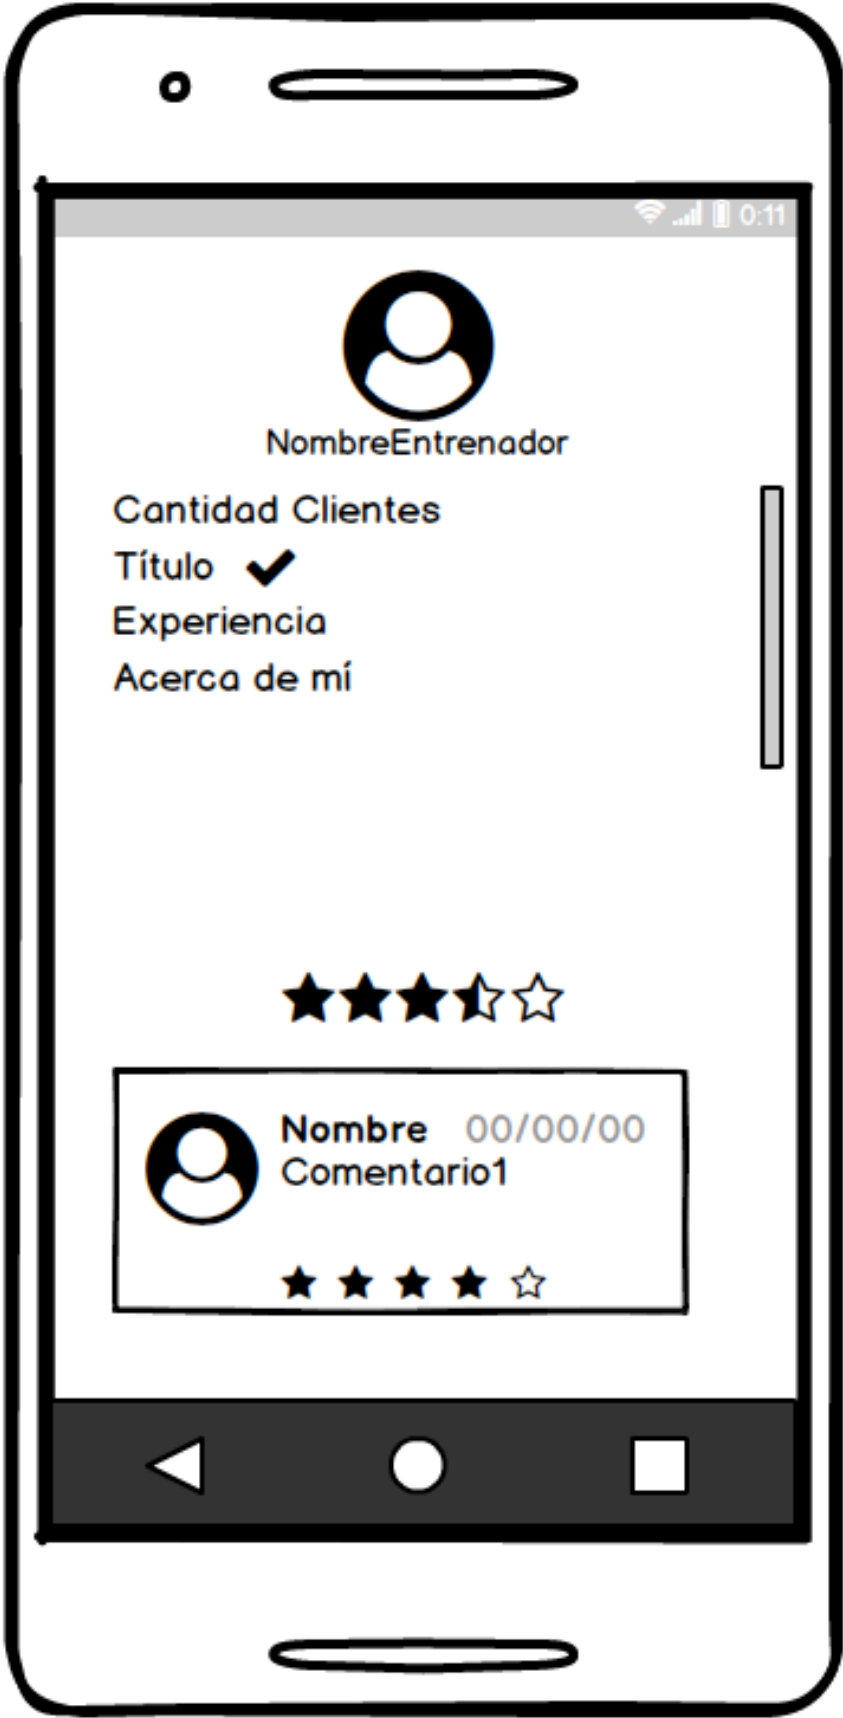 0:11
NombreEntrenador
Cantidad Clientes
Título
Experiencia
Acerca de mí
Nombre 00/00/00
Comentario1